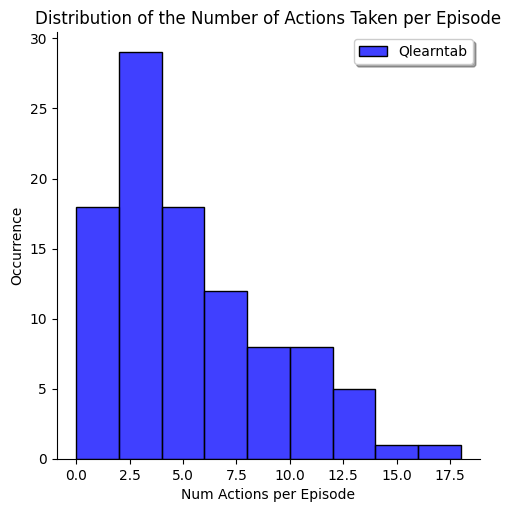 Distribution of the Number of Actions Taken per Episode
Qlearntab
Occurrence
30
25
20
15
10
5
0
0.0 2.5 5.0 7.5 10.0 12.5 15.0 17.5
Num Actions per Episode